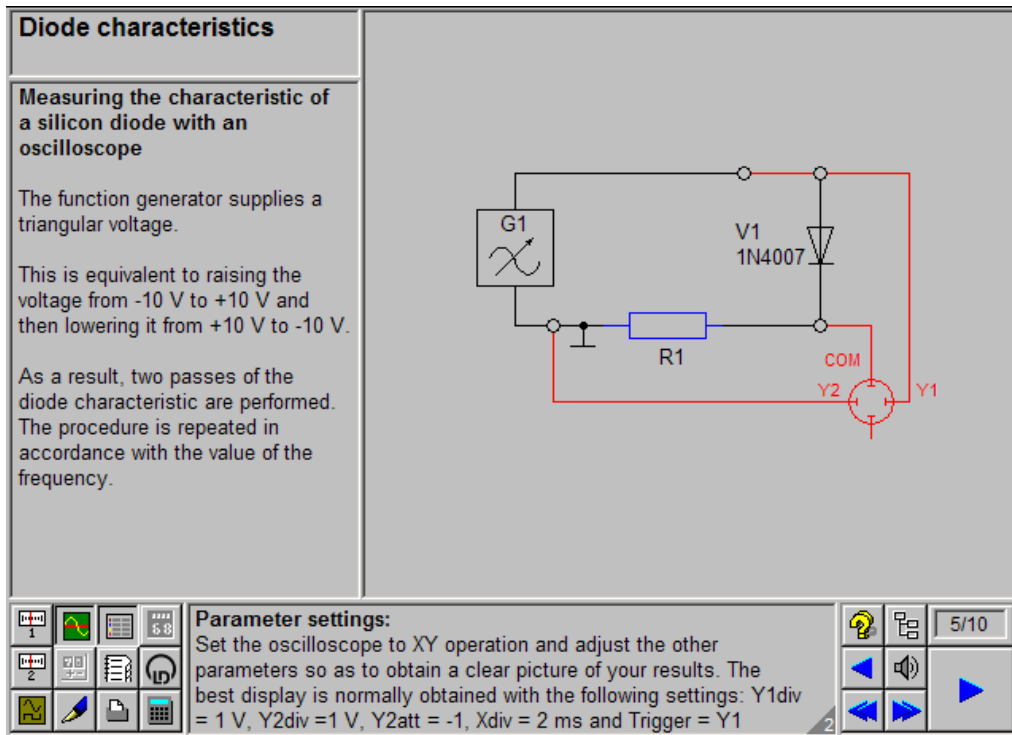 Diode characteristics
Measuring the characteristic of
a silicon diode with an
oscilloscope
The function generator supplies a
triangular voltage.
This is equivalent to raising the
voltage from -10 V to +10 V and
then lowering it from +10 V to -10 V.
As a result, two passes of the
diode characteristic are performed.
The procedure is repeated in
accordance with the value of the
frequency.
G1
V1
1N4007
R1
COM
Y2
Y1
Parameter settings:
Set the oscilloscope to XY operation and adjust the other
parameters so as to obtain a clear picture of your results. The
best display is normally obtained with the following settings: Y1div
= 1 V, Y2div =1 V, Y2att = -1, Xdiv = 2 ms and Trigger = Y1
2
1
68
2
5/10